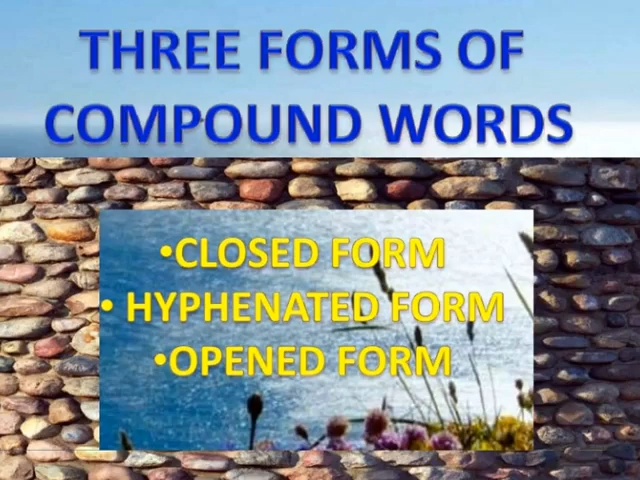 THREE FORMS OF
COMPOUND WORDS
•CLOSED FORM
• HYPHENATED FORM
•OPENED FORM